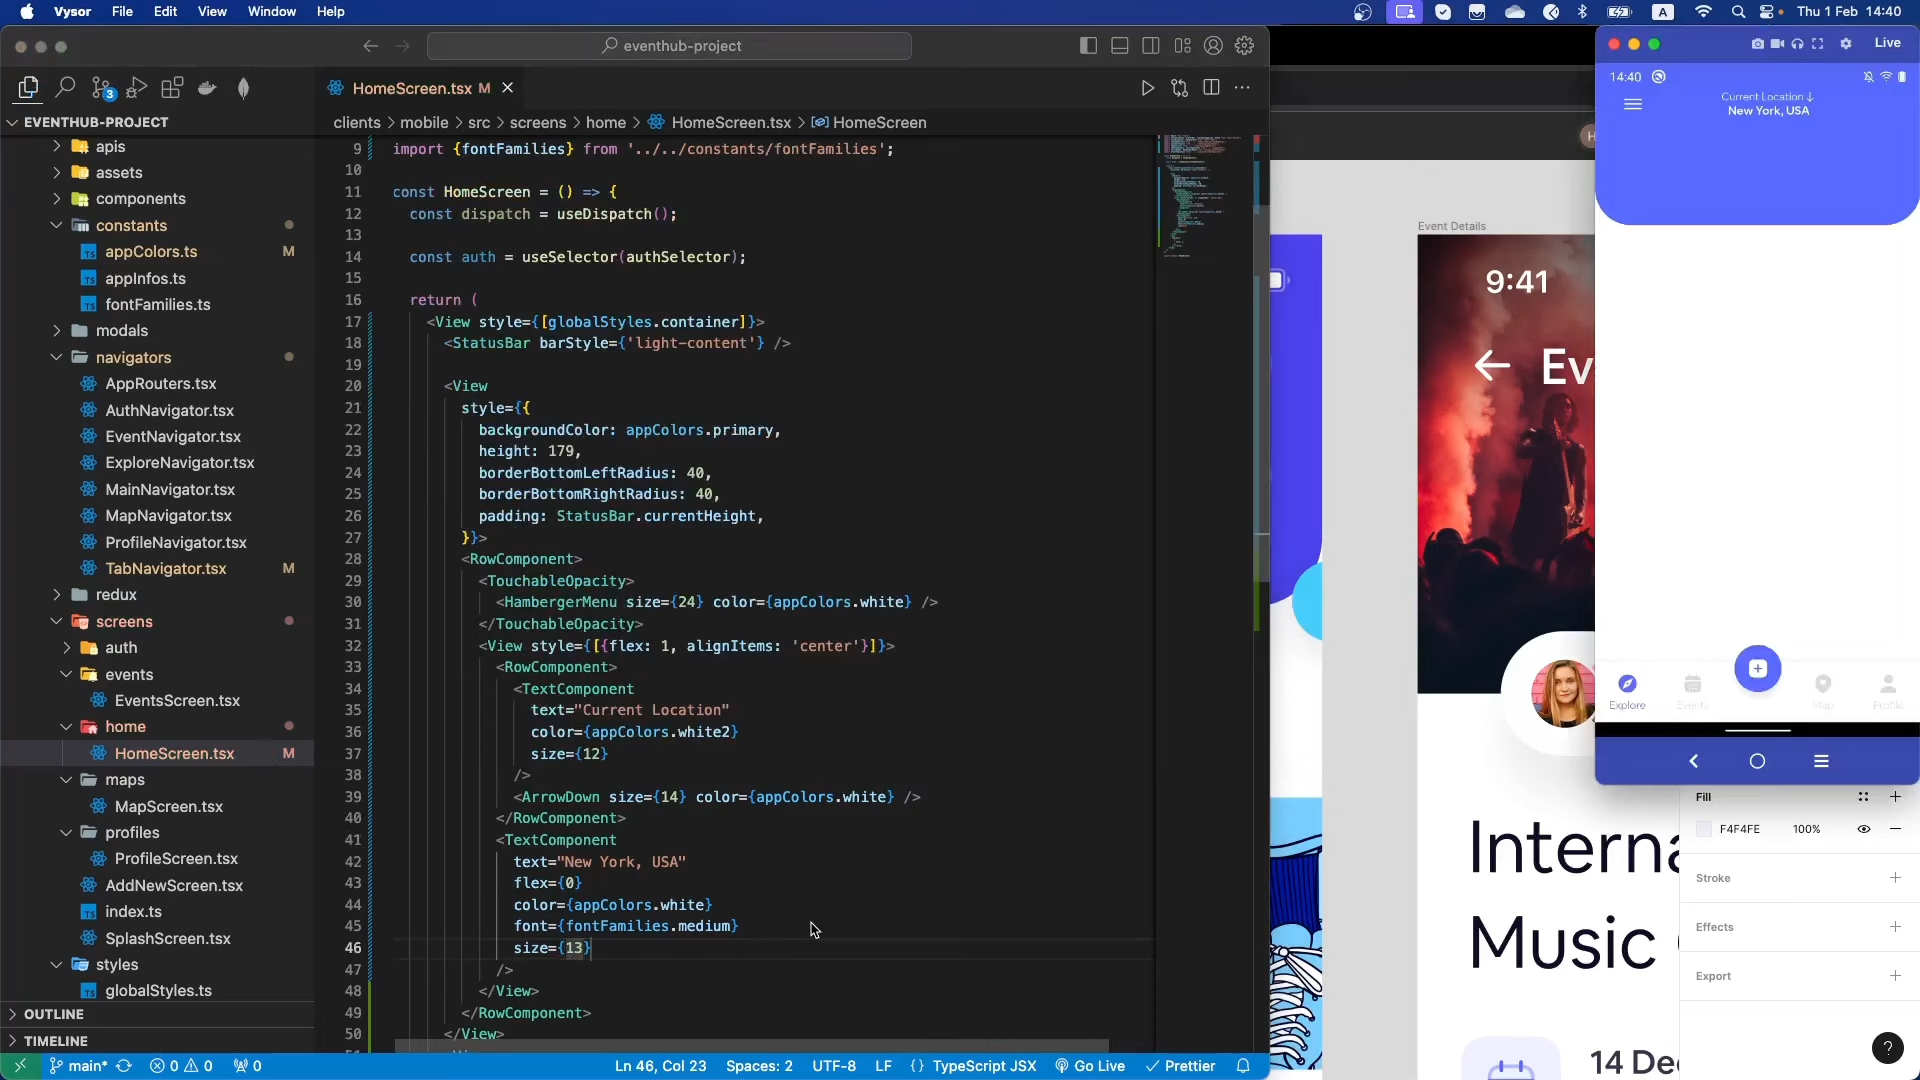 Vysor File Edit View Window Help
A Thu 1 Feb 14:40
eventhub-project
3
HomeScreen.tsx M
EVENTHUB-PROJECT
apis
assets
components
constants
appColors.ts M
appInfos.ts
fontFamilies.ts
modals
navigators
AppRouters.tsx
AuthNavigator.tsx
EventNavigator.tsx
ExploreNavigator.tsx
MainNavigator.tsx
MapNavigator.tsx
ProfileNavigator.tsx
TabNavigator.tsx M
redux
screens
auth
events
EventsScreen.tsx
home
HomeScreen.tsx M
maps
MapScreen.tsx
profiles
ProfileScreen.tsx
AddNewScreen.tsx
index.ts
SplashScreen.tsx
styles
globalStyles.ts
OUTLINE
TIMELINE
clients > mobile > src > screens > home > HomeScreen.tsx > HomeScreen
9 import {fontFamilies} from '../../constants/fontFamilies';
10
11 const HomeScreen = () => {
12 const dispatch = useDispatch();
13
14 const auth = useSelector(authSelector);
15
16 return (
17 <View style={[globalStyles.container]}>
18 <StatusBar barStyle={'light-content'} />
19
20 <View
21 style={{
22 backgroundColor: appColors.primary,
23 height: 179,
24 borderBottomLeftRadius: 40,
25 borderBottomRightRadius: 40,
26 padding: StatusBar.currentHeight,
27 }}>
28 <RowComponent>
29 <TouchableOpacity>
30 <HambergerMenu size={24} color={appColors.white} />
31 </TouchableOpacity>
32 <View style={[{flex: 1, alignItems: 'center'}]}>
33 <RowComponent>
34 <TextComponent
35 text="Current Location"
36 color={appColors.white2}
37 size={12}
38 />
39 <ArrowDown size={14} color={appColors.white} />
40 </RowComponent>
41 <TextComponent
42 text="New York, USA"
43 flex={0}
44 color={appColors.white}
45 font={fontFamilies.medium}
46 size={13}
47 />
48 </View>
49 </RowComponent>
50 </View>
main* 0 0 0
Ln 46, Col 23 Spaces: 2 UTF-8 LF {} TypeScript JSX Go Live Prettier
Event Details
9:41
Ev
Interna
Music
14 Dec
Live
14:40
Current Location
New York, USA
Explore Events Map Profile
Fill
F4F4FE 100%
Stroke
Effects
Export
?